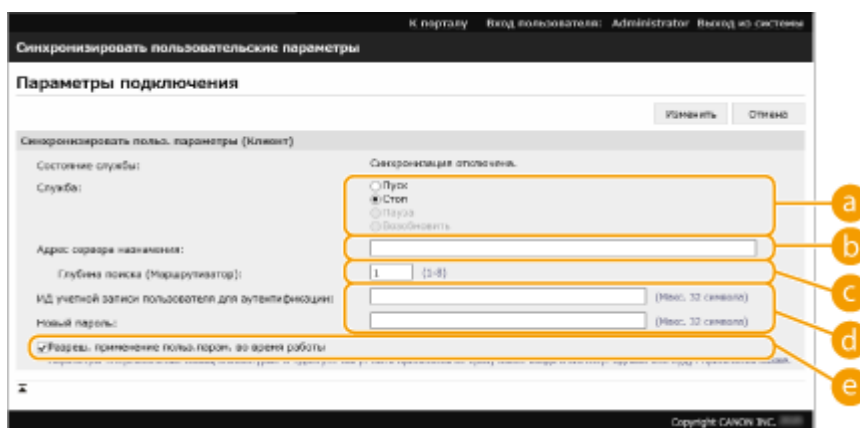 К порталу Вход пользователя: Administrator Выход из системы
Синхронизировать пользовательские параметры
Параметры подключения
Изменить Отмена
Синхронизировать польз. параметры (Клиент)
Состояние службы: Синхронизация отключена.
Служба: Пуск
Стоп
Пауза
Возобновить
a
Адрес сервера назначения:
b
Глубина поиска (Маршрутизатор): 1 (1-8)
c
ИД учетной записи пользователя для аутентификации: (Макс. 32 символа)
Новый пароль: (Макс. 32 символа)
d
Разреш. применение польз.парам. во время работы
e
Copyright CANON INC.